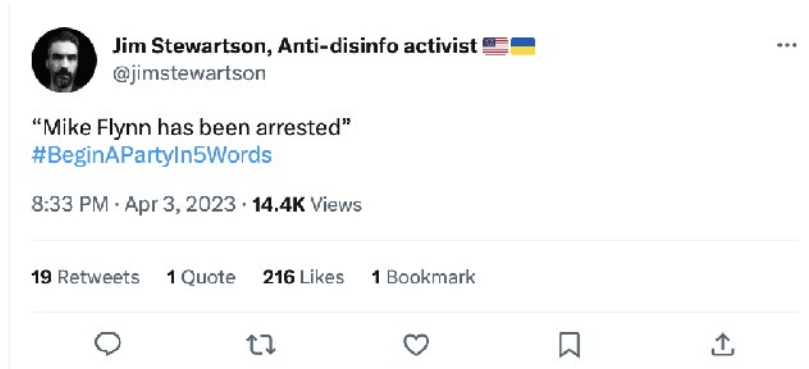 Jim Stewartson, Anti-disinfo activist 🇺🇸🇺🇦
@jimstewartson
“Mike Flynn has been arrested”
#BeginAPartyIn5Words
8:33 PM · Apr 3, 2023 · 14.4K Views
19 Retweets 1 Quote 216 Likes 1 Bookmark